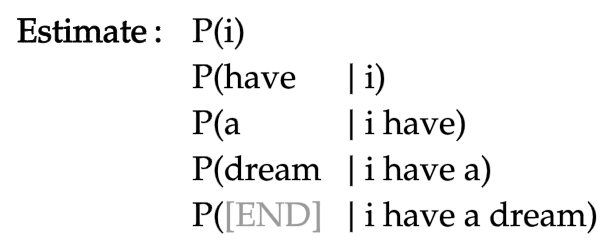 Estimate: P(i)
P(have | i)
P(a | i have)
P(dream | i have a)
P([END] | i have a dream)